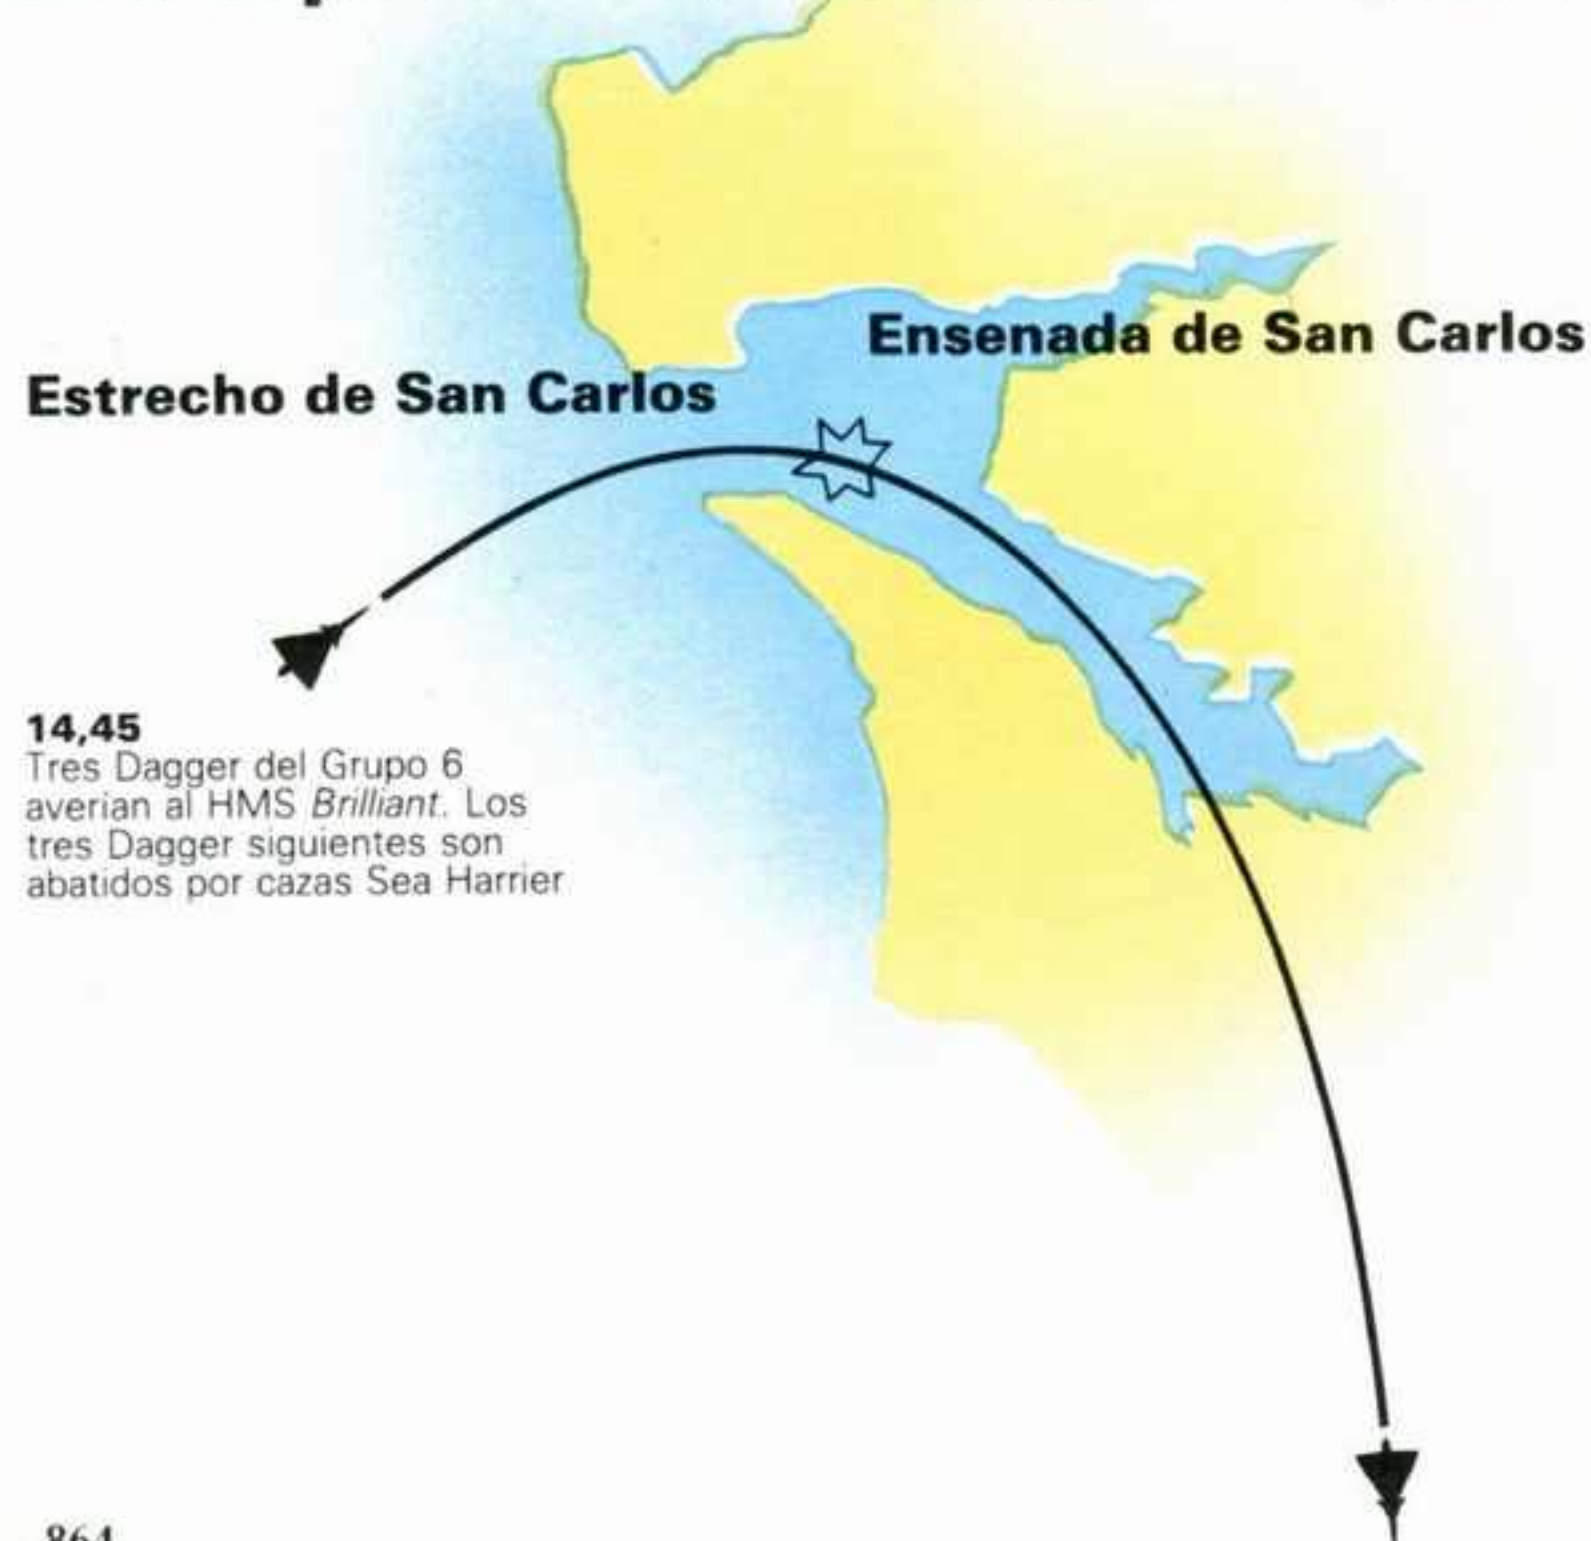 Ensenada de San Carlos
Estrecho de San Carlos
14,45
Tres Dagger del Grupo 6
averian al HMS Brilliant. Los
tres Dagger siguientes son
abatidos por cazas Sea Harrier
864